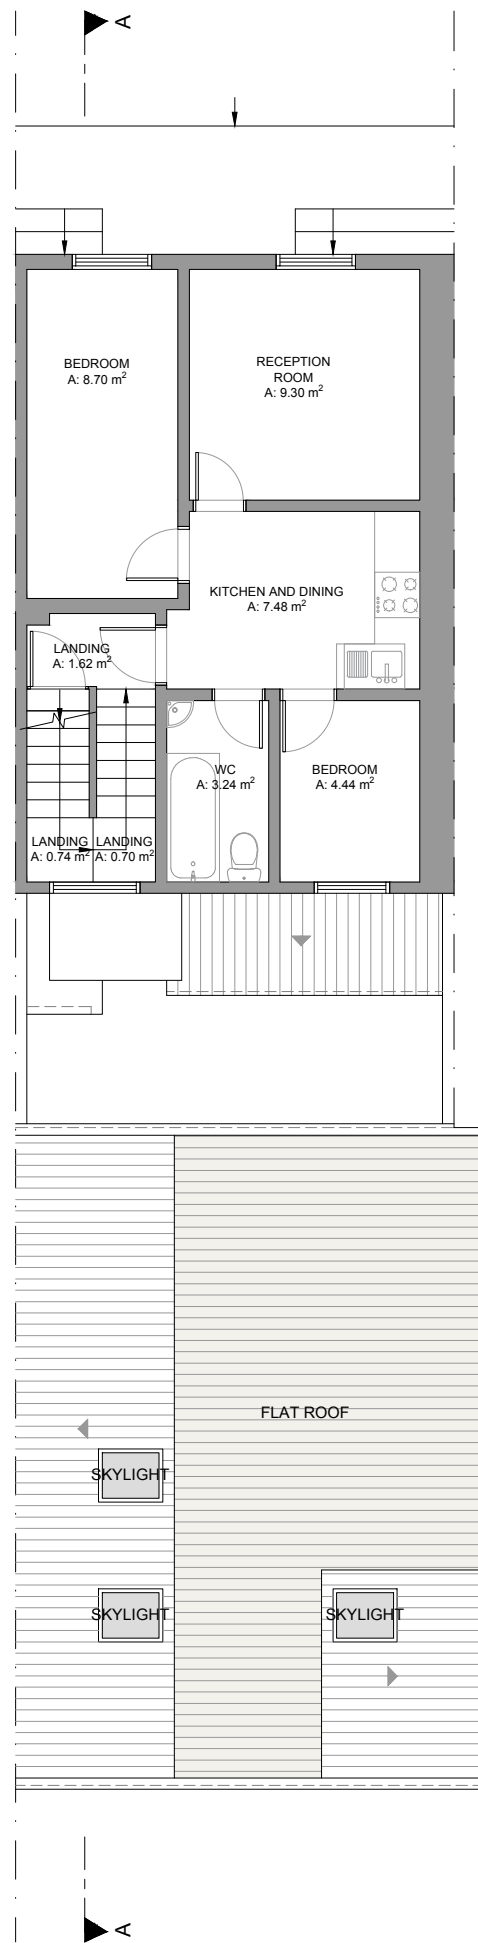 A
BEDROOM
A: 8.70 m²
RECEPTION
ROOM
A: 9.30 m²
KITCHEN AND DINING
A: 7.48 m²
LANDING
A: 1.62 m²
WC
A: 3.24 m²
BEDROOM
A: 4.44 m²
LANDING
A: 0.74 m²
LANDING
A: 0.70 m²
FLAT ROOF
SKYLIGHT
SKYLIGHT
SKYLIGHT
A